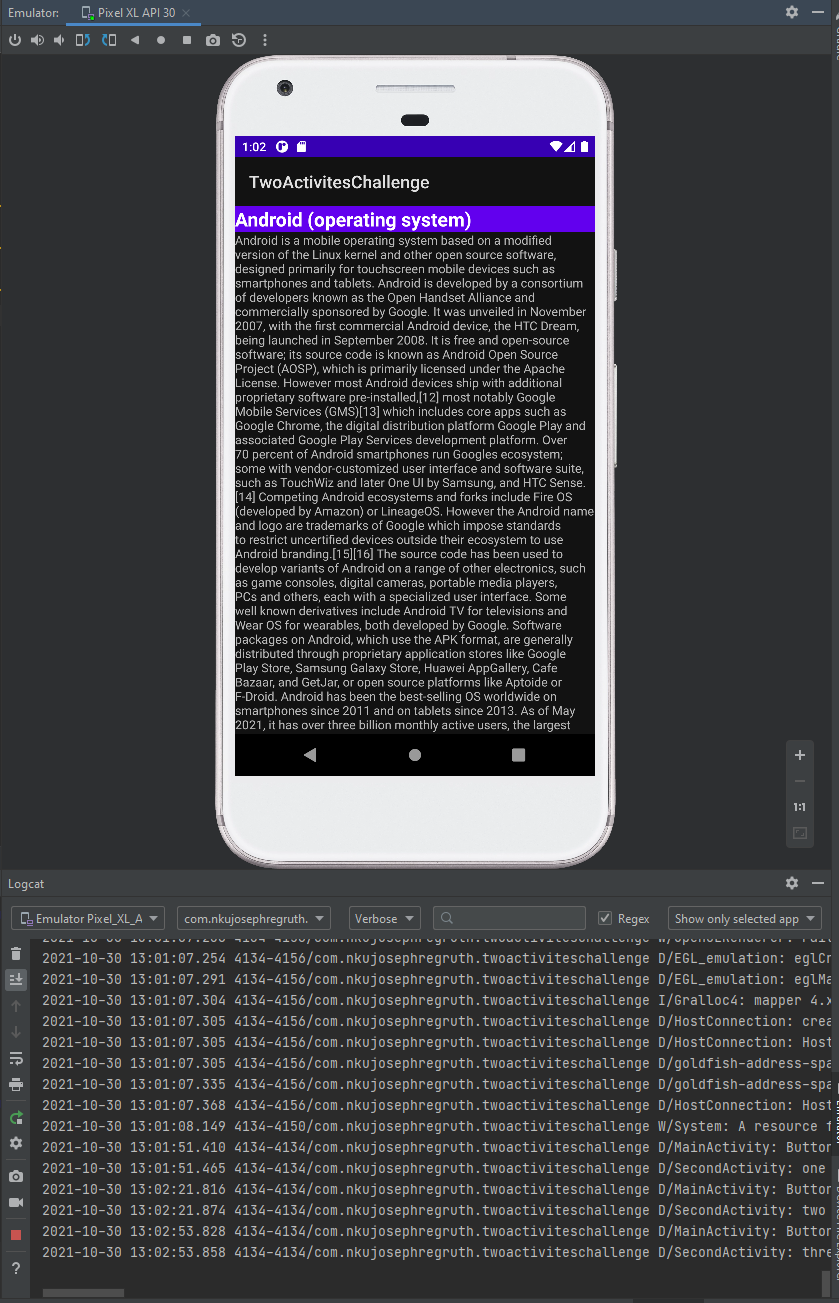 Emulator: Pixel XL API 30
1:02
TwoActivitesChallenge
Android (operating system)
Android is a mobile operating system based on a modified
version of the Linux kernel and other open source software,
designed primarily for touchscreen mobile devices such as
smartphones and tablets. Android is developed by a consortium
of developers known as the Open Handset Alliance and
commercially sponsored by Google. It was unveiled in November
2007, with the first commercial Android device, the HTC Dream,
being launched in September 2008. It is free and open-source
software; its source code is known as Android Open Source
Project (AOSP), which is primarily licensed under the Apache
License. However most Android devices ship with additional
proprietary software pre-installed,[12] most notably Google
Mobile Services (GMS)[13] which includes core apps such as
Google Chrome, the digital distribution platform Google Play and
associated Google Play Services development platform. Over
70 percent of Android smartphones run Googles ecosystem;
some with vendor-customized user interface and software suite,
such as TouchWiz and later One UI by Samsung, and HTC Sense.
[14] Competing Android ecosystems and forks include Fire OS
(developed by Amazon) or LineageOS. However the Android name
and logo are trademarks of Google which impose standards
to restrict uncertified devices outside their ecosystem to use
Android branding.[15][16] The source code has been used to
develop variants of Android on a range of other electronics, such
as game consoles, digital cameras, portable media players,
PCs and others, each with a specialized user interface. Some
well known derivatives include Android TV for televisions and
Wear OS for wearables, both developed by Google. Software
packages on Android, which use the APK format, are generally
distributed through proprietary application stores like Google
Play Store, Samsung Galaxy Store, Huawei AppGallery, Cafe
Bazaar, and GetJar, or open source platforms like Aptoide or
F-Droid. Android has been the best-selling OS worldwide on
smartphones since 2011 and on tablets since 2013. As of May
2021, it has over three billion monthly active users, the largest
1:1
Logcat
Emulator Pixel_XL_A com.nkujosephregruth. Verbose Regex Show only selected app
2021-10-30 13:01:07.254 4134-4156/com.nkujosephregruth.twoactiviteschallenge D/EGL_emulation: eglCr
2021-10-30 13:01:07.291 4134-4156/com.nkujosephregruth.twoactiviteschallenge D/EGL_emulation: eglMa
2021-10-30 13:01:07.304 4134-4156/com.nkujosephregruth.twoactiviteschallenge I/Gralloc4: mapper 4.x
2021-10-30 13:01:07.305 4134-4156/com.nkujosephregruth.twoactiviteschallenge D/HostConnection: crea
2021-10-30 13:01:07.305 4134-4156/com.nkujosephregruth.twoactiviteschallenge D/HostConnection: Host
2021-10-30 13:01:07.305 4134-4156/com.nkujosephregruth.twoactiviteschallenge D/goldfish-address-spa
2021-10-30 13:01:07.335 4134-4156/com.nkujosephregruth.twoactiviteschallenge D/goldfish-address-spa
2021-10-30 13:01:07.368 4134-4156/com.nkujosephregruth.twoactiviteschallenge D/HostConnection: Host
2021-10-30 13:01:08.149 4134-4150/com.nkujosephregruth.twoactiviteschallenge W/System: A resource f
2021-10-30 13:01:51.410 4134-4134/com.nkujosephregruth.twoactiviteschallenge D/MainActivity: Button
2021-10-30 13:01:51.465 4134-4134/com.nkujosephregruth.twoactiviteschallenge D/SecondActivity: one
2021-10-30 13:02:21.816 4134-4134/com.nkujosephregruth.twoactiviteschallenge D/MainActivity: Button
2021-10-30 13:02:21.874 4134-4134/com.nkujosephregruth.twoactiviteschallenge D/SecondActivity: two
2021-10-30 13:02:53.828 4134-4134/com.nkujosephregruth.twoactiviteschallenge D/MainActivity: Button
2021-10-30 13:02:53.858 4134-4134/com.nkujosephregruth.twoactiviteschallenge D/SecondActivity: thre